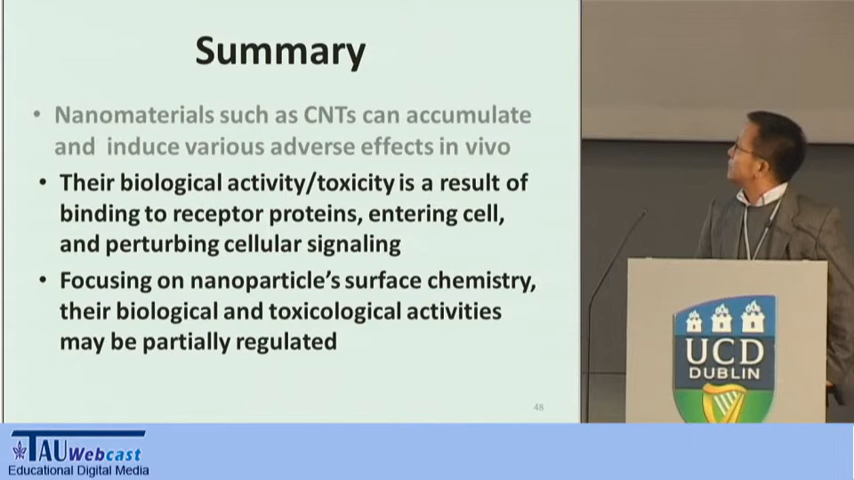 Summary
• Nanomaterials such as CNTs can accumulate
and induce various adverse effects in vivo
• Their biological activity/toxicity is a result of
binding to receptor proteins, entering cell,
and perturbing cellular signaling
• Focusing on nanoparticle's surface chemistry,
their biological and toxicological activities
may be partially regulated
48
UCD
DUBLIN
TAU Webcast
Educational Digital Media